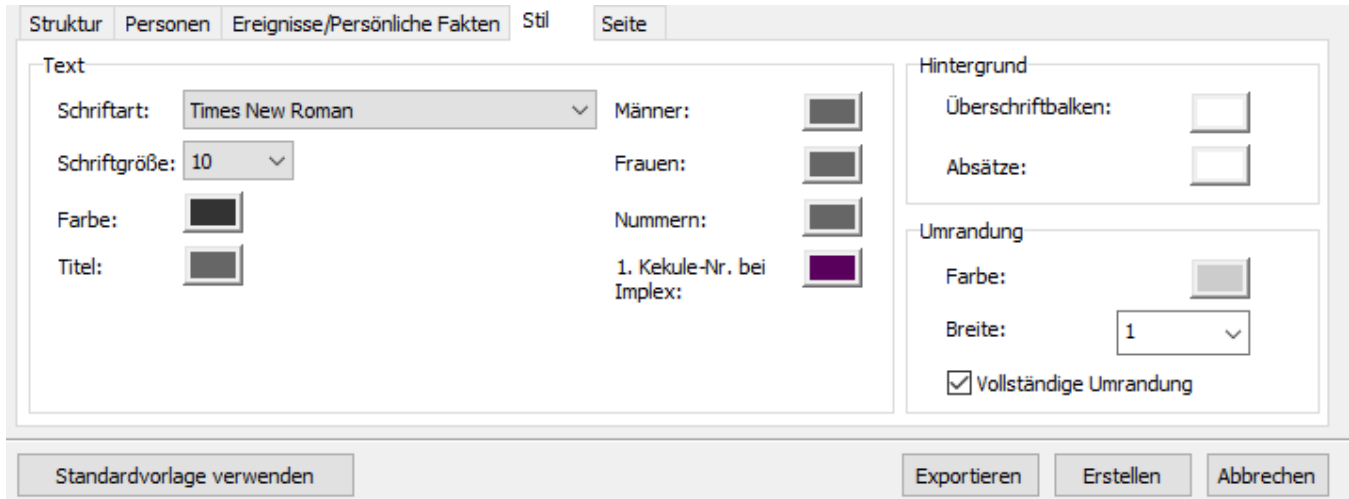 Struktur Personen Ereignisse/Persönliche Fakten Stil Seite
Text
Schriftart: Times New Roman
Schriftgröße: 10
Farbe:
Titel:
Männer:
Frauen:
Nummern:
1. Kekule-Nr. bei
Implex:
Hintergrund
Überschriftbalken:
Absätze:
Umrandung
Farbe:
Breite: 1
Vollständige Umrandung
Standardvorlage verwenden Exportieren Erstellen Abbrechen